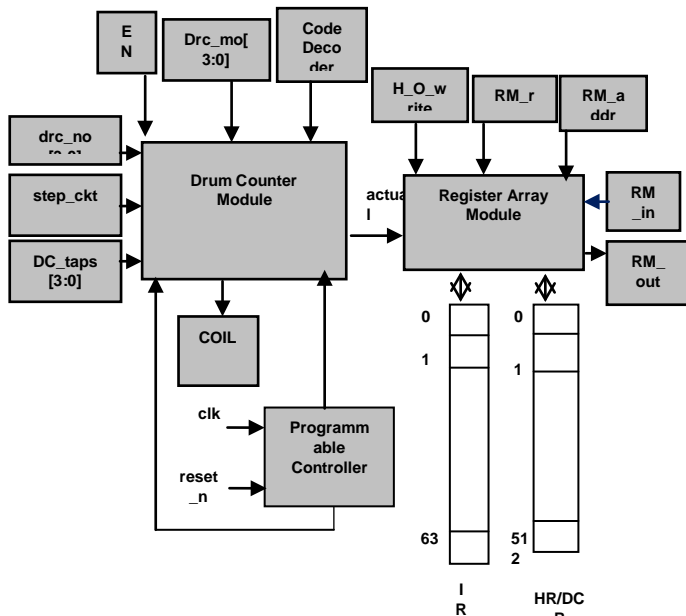 E
N
Drc_mo[
3:0]
Code
Deco
der
H_O_w
rite
RM_r
RM_a
ddr
drc_no
step_ckt
DC_taps
[3:0]
Drum Counter
Module
actua
l
Register Array
Module
RM
_in
RM_
out
COIL
clk
reset
_n
Programm
able
Controller
0
1
63
0
1
51
2
I
R
HR/DC